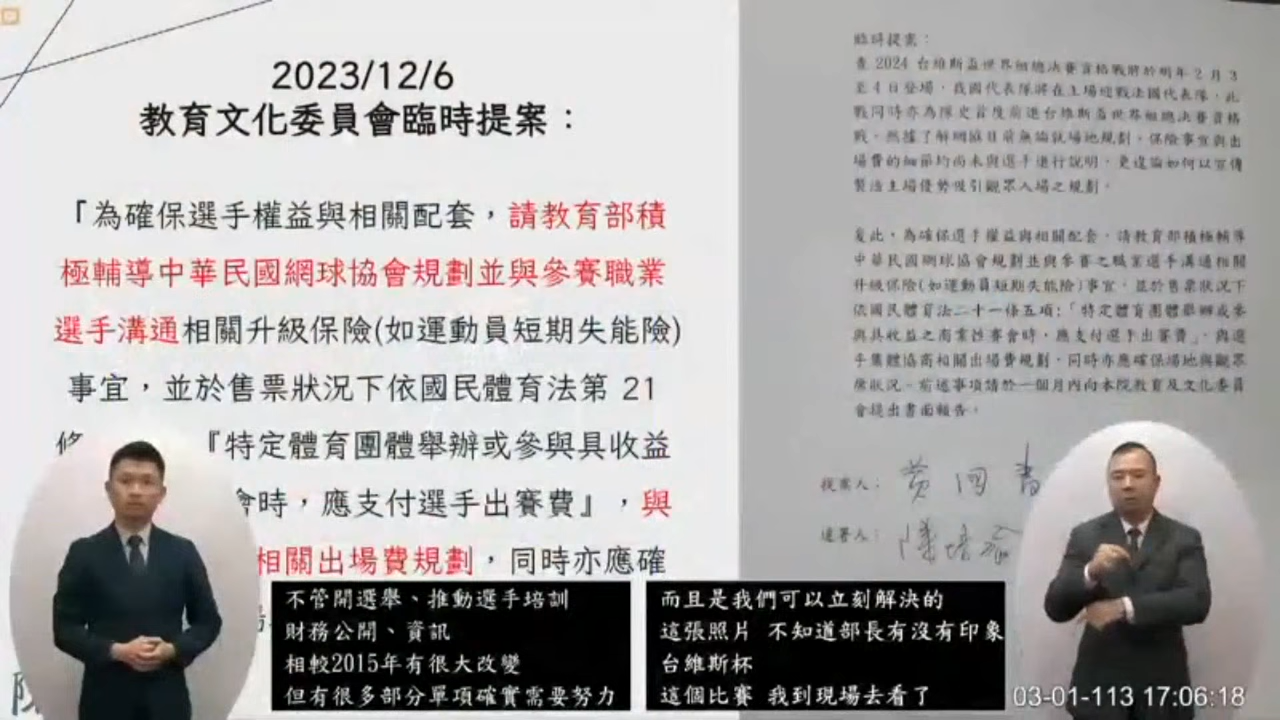 2023/12/6
教育文化委員會臨時提案：
「為確保選手權益與相關配套，請教育部積
極輔導中華民國網球協會規劃並與參賽職業
選手溝通相關升級保險(如運動員短期失能險)
事宜，並於售票狀況下依國民體育法第 21
『特定體育團體舉辦或參與具收益
會時，應支付選手出賽費』，與
相關出場費規劃，同時亦應確
臨時提案：
查 2024 台維斯盃世界組總決賽資格戰將於明年 2 月 3
至 4 日登場，我國代表隊將在主場迎戰法國代表隊，此
戰同時亦為隊史首度前進台維斯盃世界組總決賽資格
戰。然據了解網協目前無論就場地規劃、保險事宜與出
場費的細節均尚未與選手進行說明，更遑論如何以宣傳
製造主場優勢吸引觀眾入場之規劃。
爰此，為確保選手權益與相關配套，請教育部積極輔導
中華民國網球協會規劃並與參賽之職業選手溝通相關
升級保險(如運動員短期失能險)事宜，並於售票狀況下
依國民體育法二十一條五項：「特定體育團體舉辦或參
與具收益之商業性賽會時，應支付選手出賽費」，與選
手集體協商相關出場費規劃，同時亦應確保場地與觀眾
席狀況。前述事項請於一個月內向本院教育及文化委員
會提出書面報告。
提案人：
連署人：陳培瑜
不管開選舉、推動選手培訓
財務公開、資訊
相較2015年有很大改變
但有很多部分單項確實需要努力
而且是我們可以立刻解決的
這張照片 不知道部長有沒有印象
台維斯杯
這個比賽 我到現場去看了
03-01-113 17:06:18